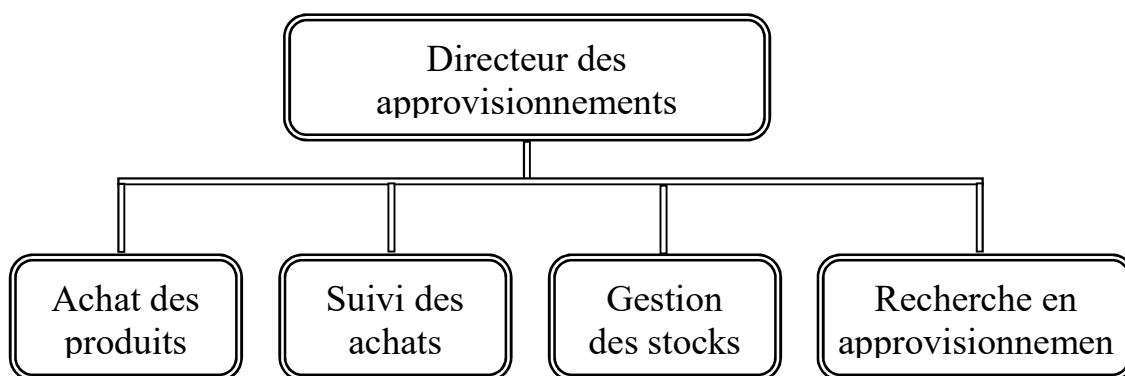 Directeur des
approvisionnements
Achat des
produits
Suivi des
achats
Gestion
des stocks
Recherche en
approvisionnemen